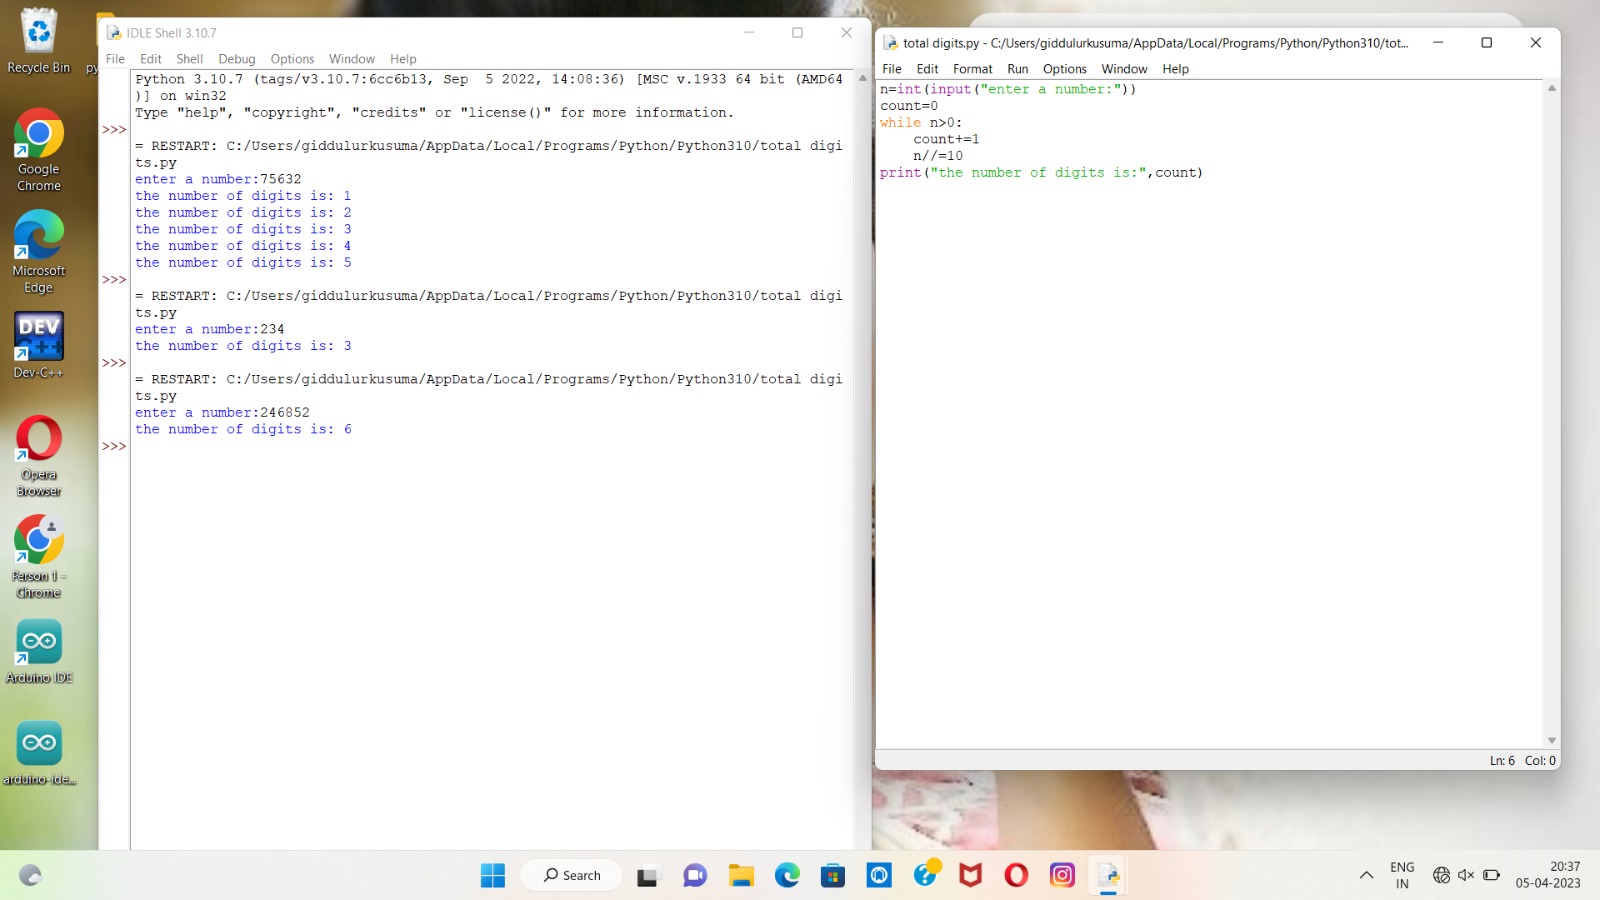 Recycle Bin
py
Google
Chrome
Microsoft
Edge
DEV
C++
Dev-C++
Opera
Browser
Person 1 -
Chrome
Arduino IDE
arduino-ide...
IDLE Shell 3.10.7
File Edit Shell Debug Options Window Help
Python 3.10.7 (tags/v3.10.7:6cc6b13, Sep  5 2022, 14:08:36) [MSC v.1933 64 bit (AMD64
)] on win32
Type "help", "copyright", "credits" or "license()" for more information.
>>>
= RESTART: C:/Users/giddulurkusuma/AppData/Local/Programs/Python/Python310/total digi
ts.py
enter a number:75632
the number of digits is: 1
the number of digits is: 2
the number of digits is: 3
the number of digits is: 4
the number of digits is: 5
>>>
= RESTART: C:/Users/giddulurkusuma/AppData/Local/Programs/Python/Python310/total digi
ts.py
enter a number:234
the number of digits is: 3
>>>
= RESTART: C:/Users/giddulurkusuma/AppData/Local/Programs/Python/Python310/total digi
ts.py
enter a number:246852
the number of digits is: 6
>>>
total digits.py - C:/Users/giddulurkusuma/AppData/Local/Programs/Python/Python310/tot...
File Edit Format Run Options Window Help
n=int(input("enter a number:"))
count=0
while n>0:
    count+=1
    n//=10
print("the number of digits is:",count)
Ln: 6 Col: 0
Search
ENG
IN
20:37
05-04-2023